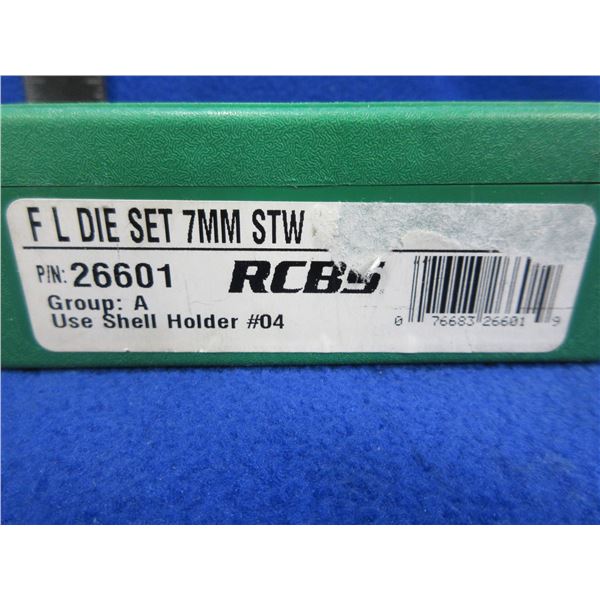 F L DIE SET 7MM STW
P/N: 26601
RCBS
Group: A
Use Shell Holder #04
0 76683 26601 9